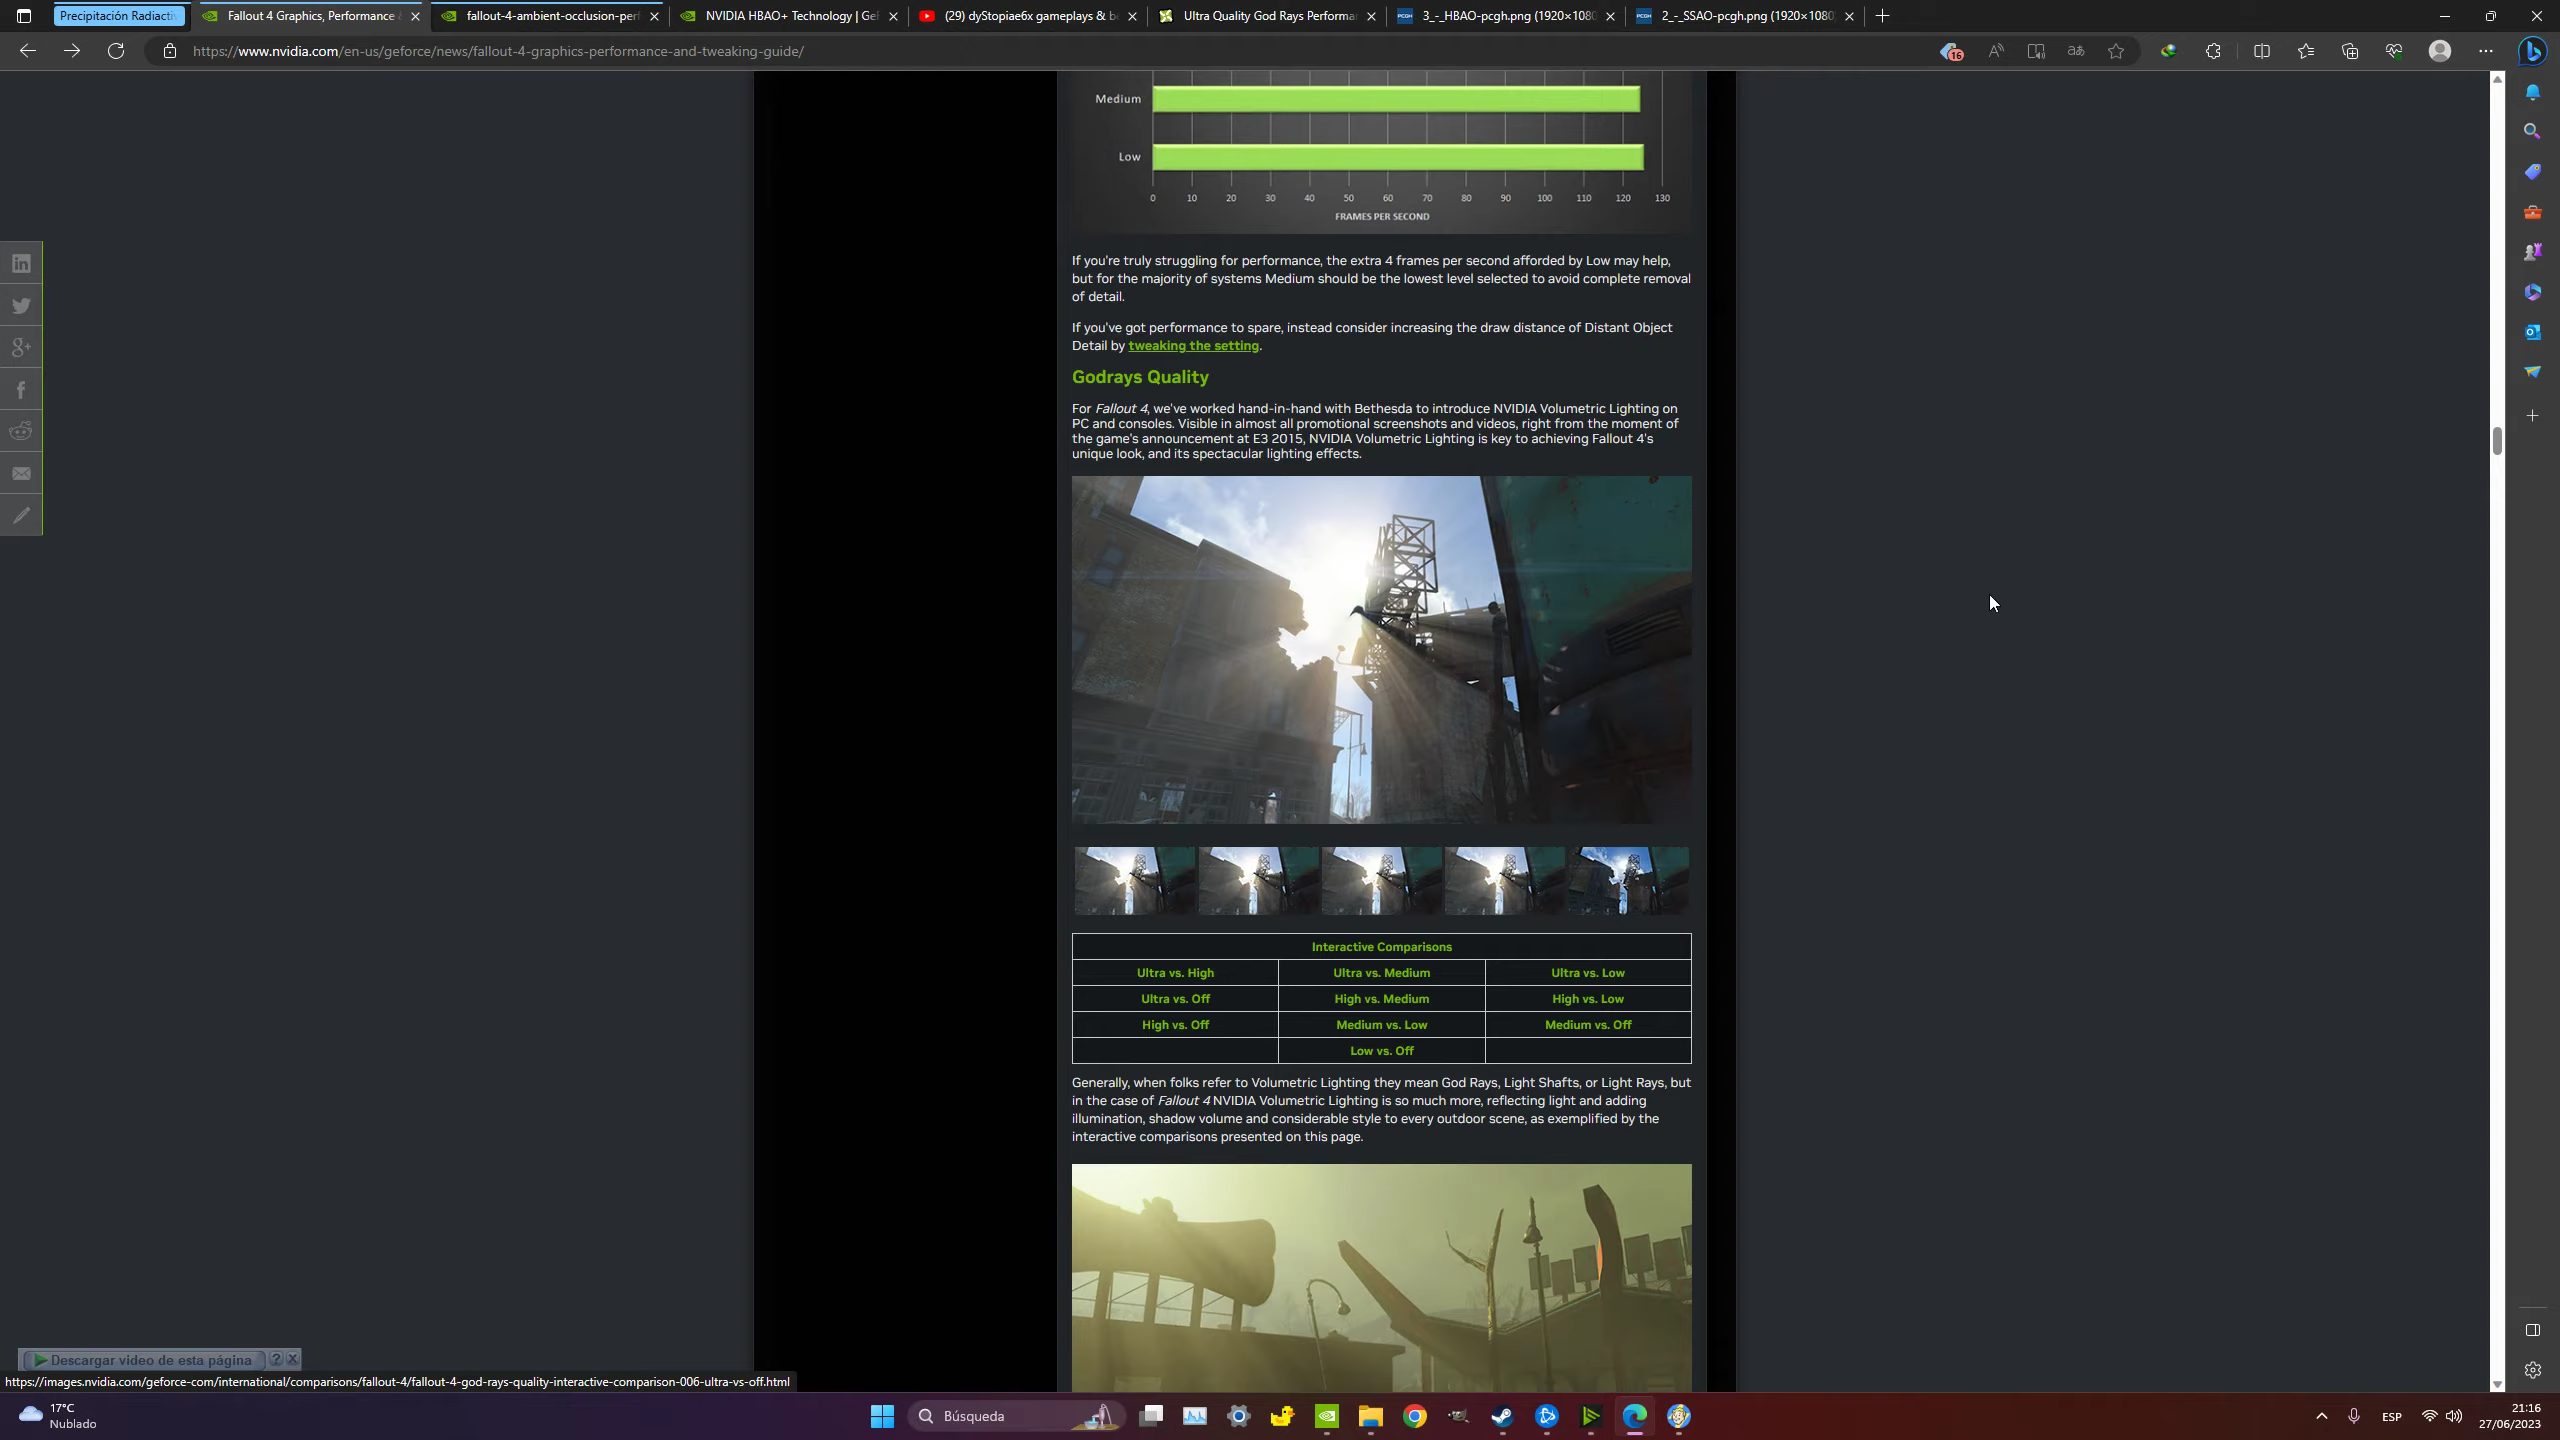 Precipitación Radiacti
Fallout 4 Graphics, Performance
fallout-4-ambient-occlusion-per
NVIDIA HBAO+ Technology | Ge
(29) dyStopiae6x gameplays & b
Ultra Quality God Rays Performa
3_-_HBAO-pcgh.png (1920×1080
2_-_SSAO-pcgh.png (1920×1080
https://www.nvidia.com/en-us/geforce/news/fallout-4-graphics-performance-and-tweaking-guide/
16
Medium
Low
0 10 20 30 40 50 60 70 80 90 100 110 120 130
FRAMES PER SECOND
If you're truly struggling for performance, the extra 4 frames per second afforded by Low may help,
but for the majority of systems Medium should be the lowest level selected to avoid complete removal
of detail.
If you've got performance to spare, instead consider increasing the draw distance of Distant Object
Detail by tweaking the setting.
Godrays Quality
For Fallout 4, we've worked hand-in-hand with Bethesda to introduce NVIDIA Volumetric Lighting on
PC and consoles. Visible in almost all promotional screenshots and videos, right from the moment of
the game's announcement at E3 2015, NVIDIA Volumetric Lighting is key to achieving Fallout 4's
unique look, and its spectacular lighting effects.
Interactive Comparisons
Ultra vs. High Ultra vs. Medium Ultra vs. Low
Ultra vs. Off High vs. Medium High vs. Low
High vs. Off Medium vs. Low Medium vs. Off
Low vs. Off
Generally, when folks refer to Volumetric Lighting they mean God Rays, Light Shafts, or Light Rays, but
in the case of Fallout 4 NVIDIA Volumetric Lighting is so much more, reflecting light and adding
illumination, shadow volume and considerable style to every outdoor scene, as exemplified by the
interactive comparisons presented on this page.
Descargar video de esta página
https://images.nvidia.com/geforce-com/international/comparisons/fallout-4/fallout-4-god-rays-quality-interactive-comparison-006-ultra-vs-off.html
17°C
Nublado
Búsqueda
ESP
21:16
27/06/2023